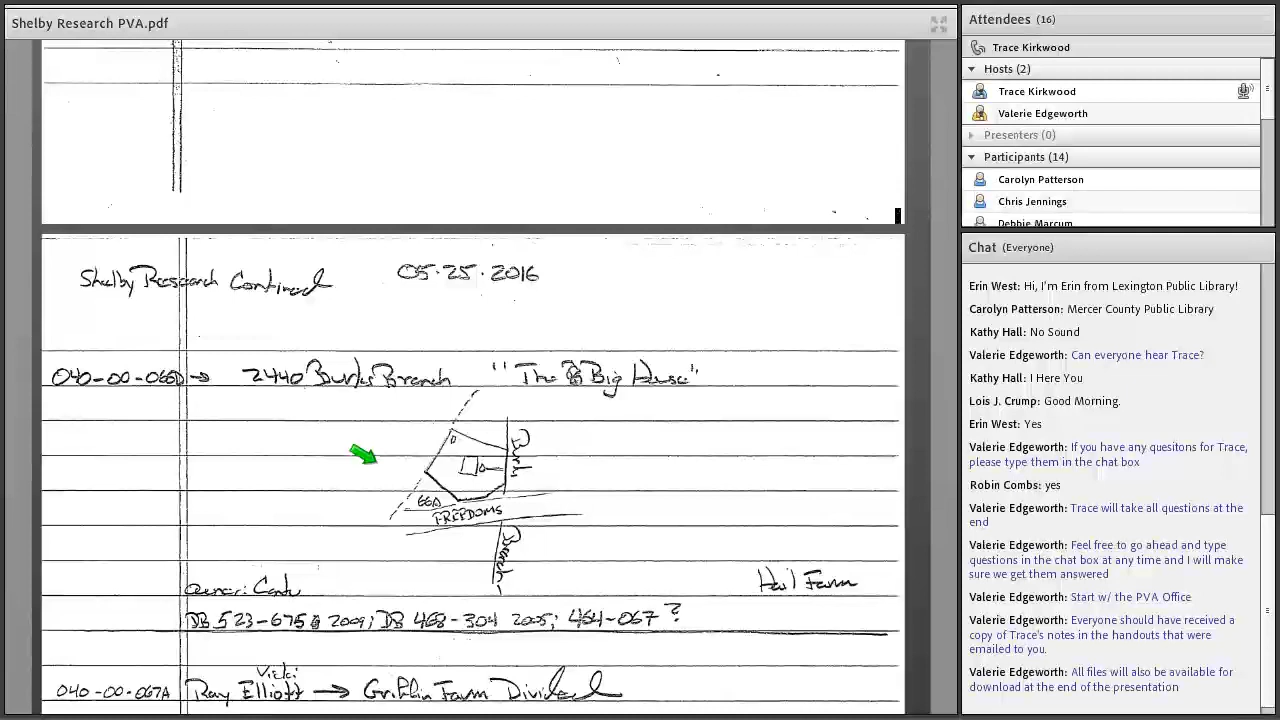 Shelby Research PVA.pdf
Shelby Research Continued 05·25·2016
040-00-066D → 2440 Burks Branch "The Big House"
Burks
66D
FREEDOMS
Branch
Owner:
Hail Farm
DB 523-675 2009; DB 468-304 2005; 464-067 ?
Vicki
040-00-067A Ray Elliott → Griffin Farm Divided
Attendees (16)
Trace Kirkwood
Hosts (2)
Trace Kirkwood
Valerie Edgeworth
Presenters (0)
Participants (14)
Carolyn Patterson
Chris Jennings
Debbie Marcum
Chat (Everyone)
Erin West: Hi, I'm Erin from Lexington Public Library!
Carolyn Patterson: Mercer County Public Library
Kathy Hall: No Sound
Valerie Edgeworth: Can everyone hear Trace?
Kathy Hall: I Here You
Lois J. Crump: Good Morning.
Erin West: Yes
Valerie Edgeworth: If you have any quesitons for Trace,
please type them in the chat box
Robin Combs: yes
Valerie Edgeworth: Trace will take all questions at the
end
Valerie Edgeworth: Feel free to go ahead and type
questions in the chat box at any time and I will make
sure we get them answered
Valerie Edgeworth: Start w/ the PVA Office
Valerie Edgeworth: Everyone should have received a
copy of Trace's notes in the handouts that were
emailed to you.
Valerie Edgeworth: All files will also be available for
download at the end of the presentation